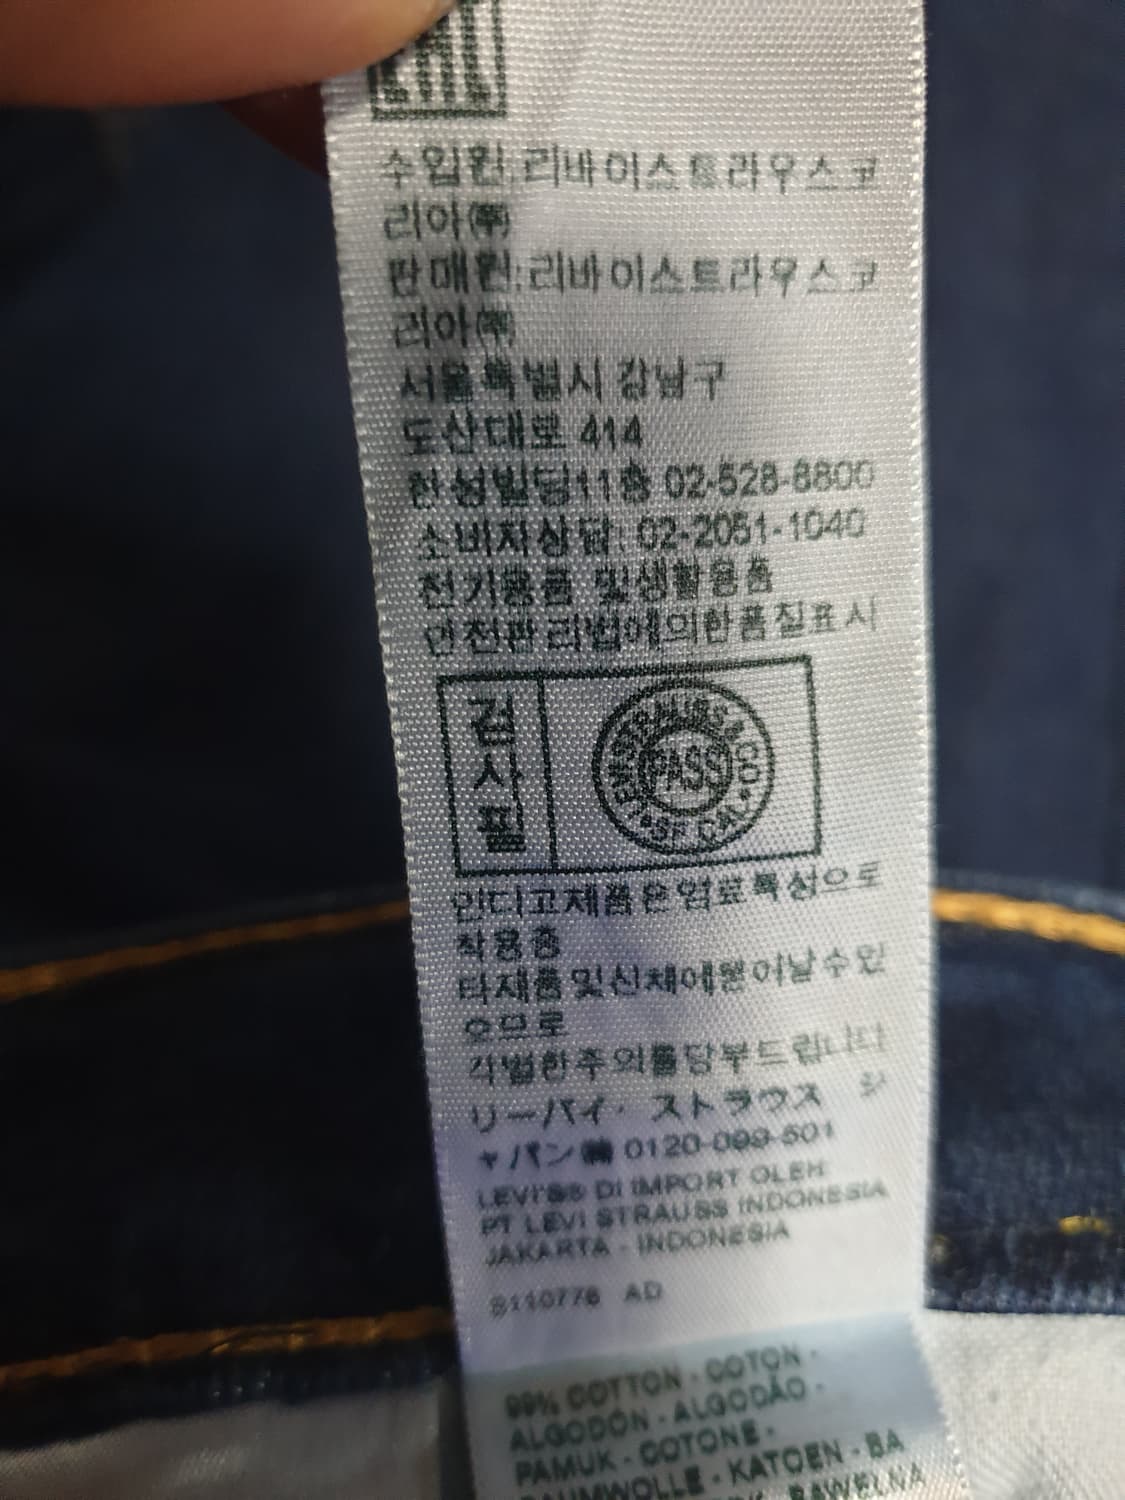 수입원:리바이스트라우스코
리아(주)
판매원:리바이스트라우스코
리아(주)
서울특별시 강남구
도산대로 414
한성빌딩11층 02-528-8800
소비자상담: 02-2051-1040
전기용품 및생활용품
안전관리법에의한품질표시
검
사
필
LEVI STRAUSS & CO
PASS
SF CAL
인디고제품은염료특성으로
착용중
타제품및신체에물이날수있
으므로
각별한주의를당부드립니다
リーバイ・ ストラウス ジ
ャパン㈱ 0120-099-501
LEVI'S® DI IMPORT OLEH:
PT LEVI STRAUSS INDONESIA
JAKARTA - INDONESIA
AD
99% COTTON - COTON -
ALGODÓN - ALGODÃO -
PAMUK - COTONE -
BAUMWOLLE - KATOEN - BA
BAWEŁNA